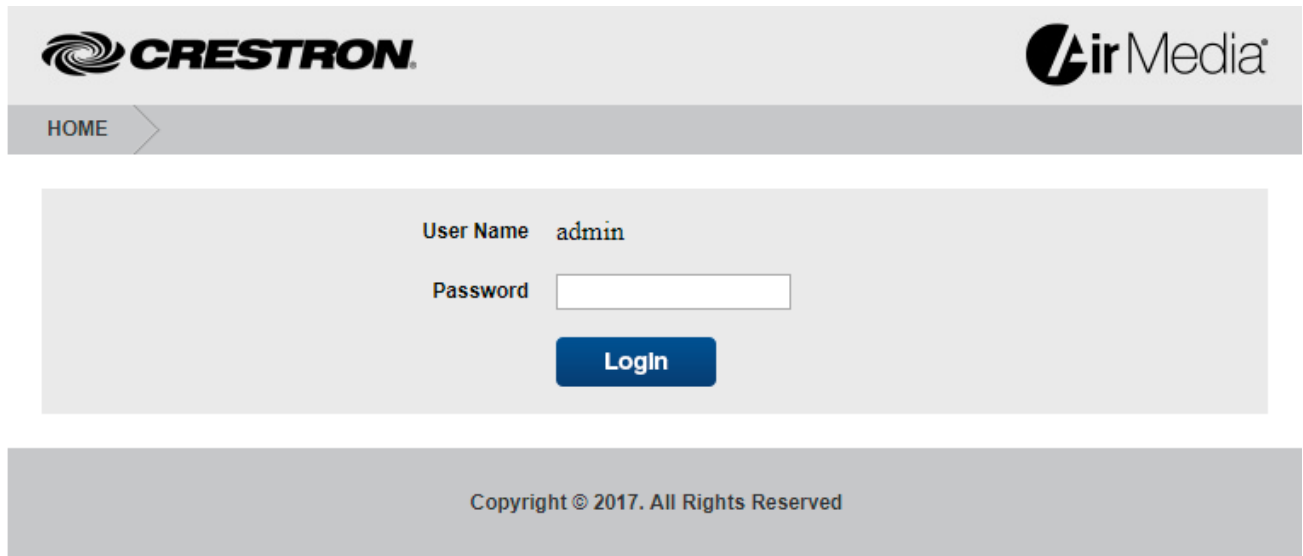 CRESTRON.
AirMedia®
HOME
User Name admin
Password
LogIn
Copyright © 2017. All Rights Reserved